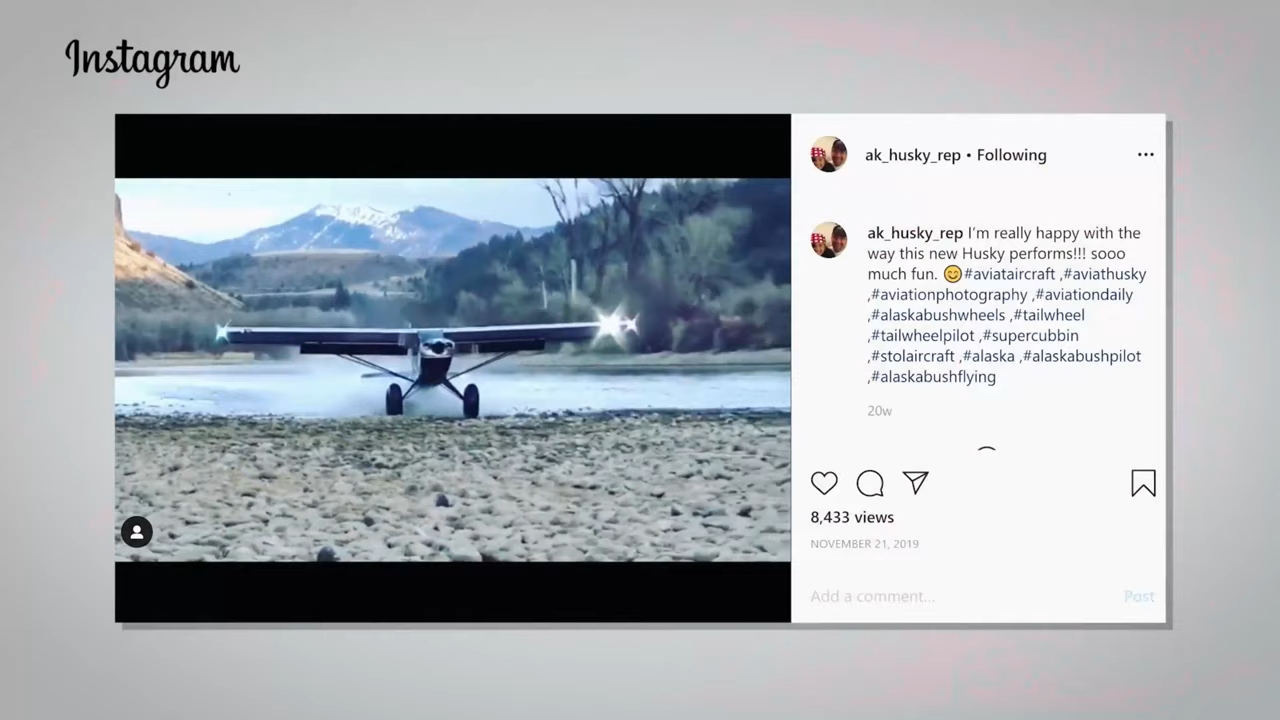 Instagram
ak_husky_rep • Following
ak_husky_rep I'm really happy with the
way this new Husky performs!!! sooo
much fun. 😊#aviataircraft ,#aviathusky
,#aviationphotography ,#aviationdaily
,#alaskabushwheels ,#tailwheel
,#tailwheelpilot ,#supercubbin
,#stolaircraft ,#alaska ,#alaskabushpilot
,#alaskabushflying
20w
8,433 views
NOVEMBER 21, 2019
Add a comment... Post